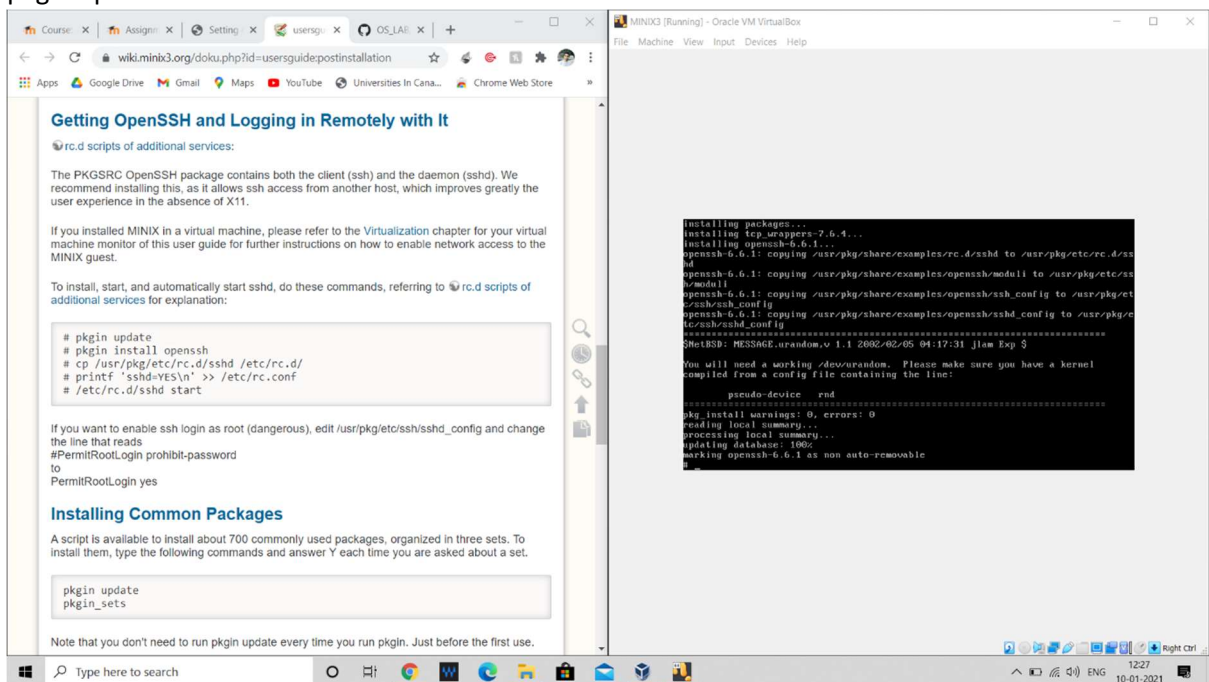 Course:
Assignm
Setting
usersgu
OS_LAB
wiki.minix3.org/doku.php?id=usersguide:postinstallation
Apps Google Drive Gmail Maps YouTube Universities In Cana... Chrome Web Store »
Getting OpenSSH and Logging in Remotely with It
rc.d scripts of additional services:
The PKGSRC OpenSSH package contains both the client (ssh) and the daemon (sshd). We
recommend installing this, as it allows ssh access from another host, which improves greatly the
user experience in the absence of X11.
If you installed MINIX in a virtual machine, please refer to the Virtualization chapter for your virtual
machine monitor of this user guide for further instructions on how to enable network access to the
MINIX guest.
To install, start, and automatically start sshd, do these commands, referring to rc.d scripts of
additional services for explanation:
# pkgin update
# pkgin install openssh
# cp /usr/pkg/etc/rc.d/sshd /etc/rc.d/
# printf 'sshd=YES\n' >> /etc/rc.conf
# /etc/rc.d/sshd start
If you want to enable ssh login as root (dangerous), edit /usr/pkg/etc/ssh/sshd_config and change
the line that reads
#PermitRootLogin prohibit-password
to
PermitRootLogin yes
Installing Common Packages
A script is available to install about 700 commonly used packages, organized in three sets. To
install them, type the following commands and answer Y each time you are asked about a set.
pkgin update
pkgin_sets
Note that you don't need to run pkgin update every time you run pkgin. Just before the first use.
MINIX3 [Running] - Oracle VM VirtualBox
File Machine View Input Devices Help
installing packages...
installing tcp_wrappers-7.6.4...
installing openssh-6.6.1...
openssh-6.6.1: copying /usr/pkg/share/examples/rc.d/sshd to /usr/pkg/etc/rc.d/ss
hd
openssh-6.6.1: copying /usr/pkg/share/examples/openssh/moduli to /usr/pkg/etc/ss
h/moduli
openssh-6.6.1: copying /usr/pkg/share/examples/openssh/ssh_config to /usr/pkg/et
c/ssh/ssh_config
openssh-6.6.1: copying /usr/pkg/share/examples/openssh/sshd_config to /usr/pkg/e
tc/ssh/sshd_config
===========================================================================
$NetBSD: MESSAGE.urandom,v 1.1 2002/02/05 04:17:31 jlam Exp $
You will need a working /dev/urandom. Please make sure you have a kernel
compiled from a config file containing the line:
pseudo-device rnd
===========================================================================
pkg_install warnings: 0, errors: 0
reading local summary...
processing local summary...
updating database: 100%
marking openssh-6.6.1 as non auto-removable
# _
Right Ctrl
Type here to search
ENG
12:27
10-01-2021